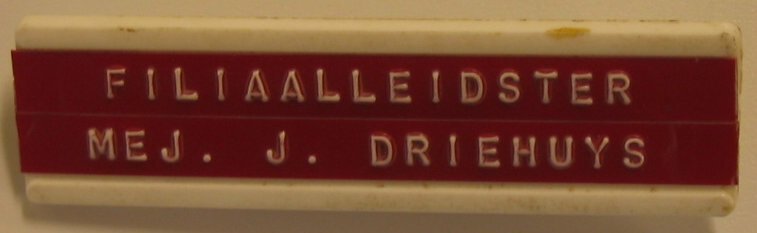 FILIAALLEIDSTER
MEJ. J. DRIEHUYS